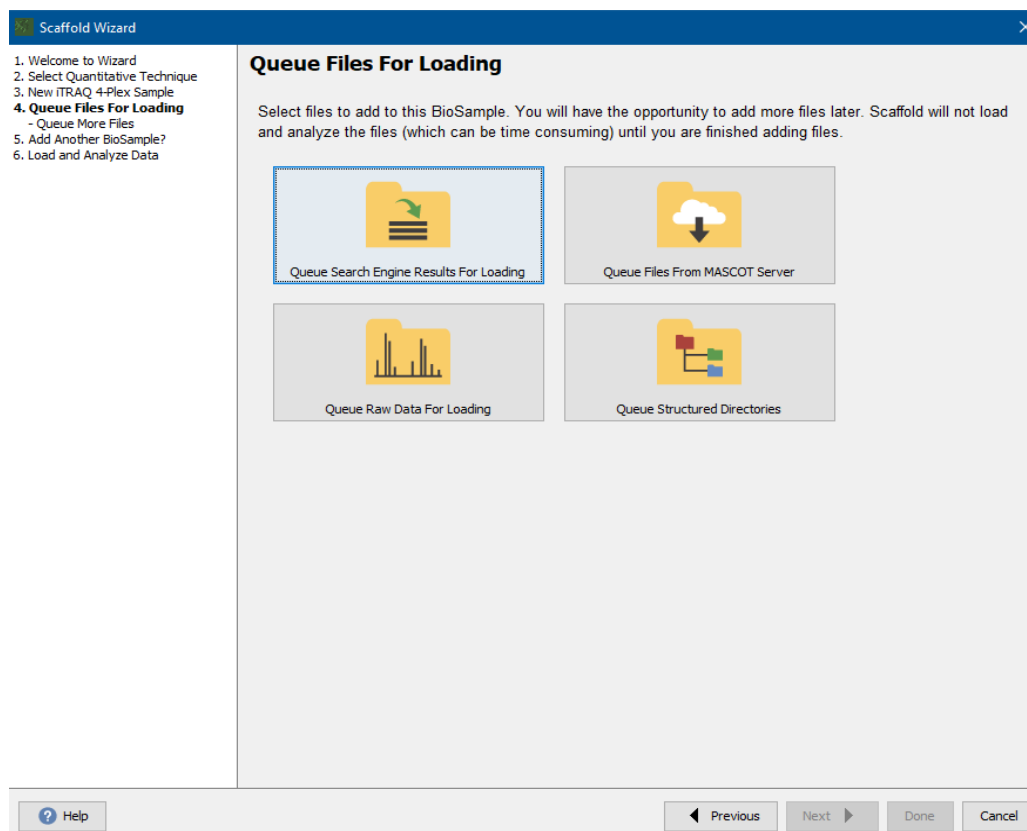 Scaffold Wizard
1. Welcome to Wizard
2. Select Quantitative Technique
3. New iTRAQ 4-Plex Sample
4. Queue Files For Loading
- Queue More Files
5. Add Another BioSample?
6. Load and Analyze Data
Queue Files For Loading
Select files to add to this BioSample. You will have the opportunity to add more files later. Scaffold will not load
and analyze the files (which can be time consuming) until you are finished adding files.
Queue Search Engine Results For Loading
Queue Files From MASCOT Server
Queue Raw Data For Loading
Queue Structured Directories
? Help
Previous
Next
Done
Cancel